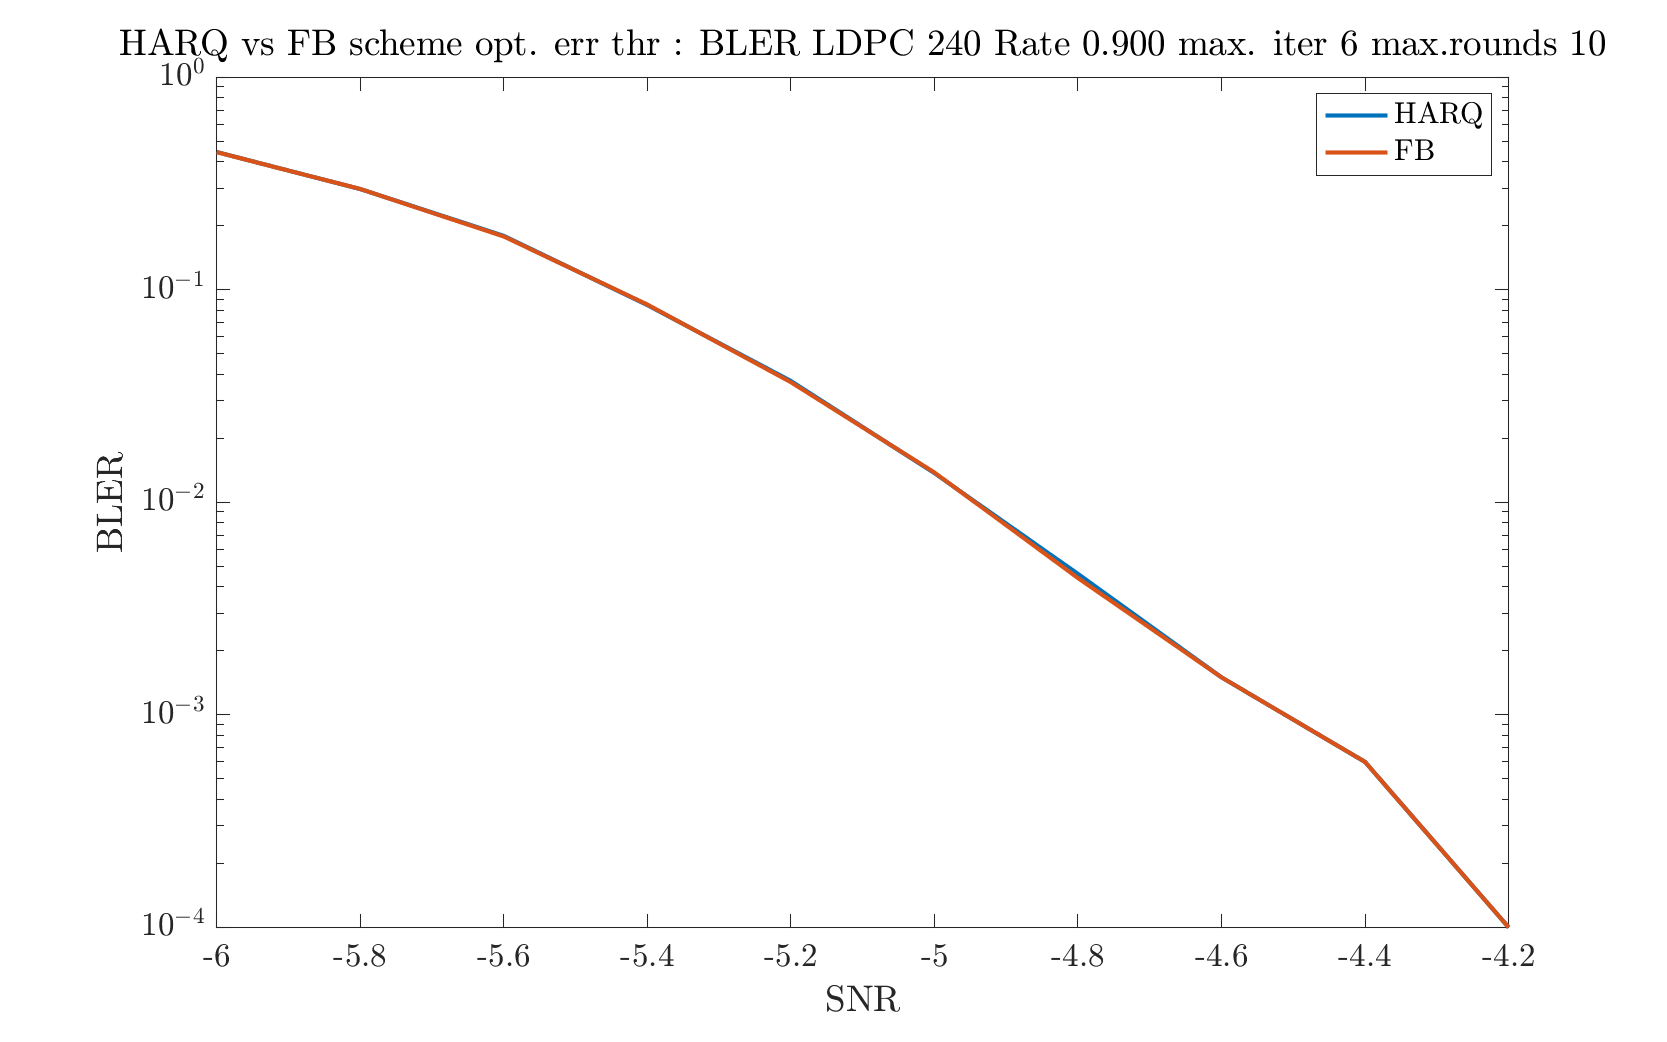 HARQ vs FB scheme opt. err thr : BLER LDPC 240 Rate 0.900 max. iter 6 max.rounds 10
10^0
HARQ
FB
10^{-1}
10^{-2}
BLER
10^{-3}
10^{-4}
-6 -5.8 -5.6 -5.4 -5.2 -5 -4.8 -4.6 -4.4 -4.2
SNR